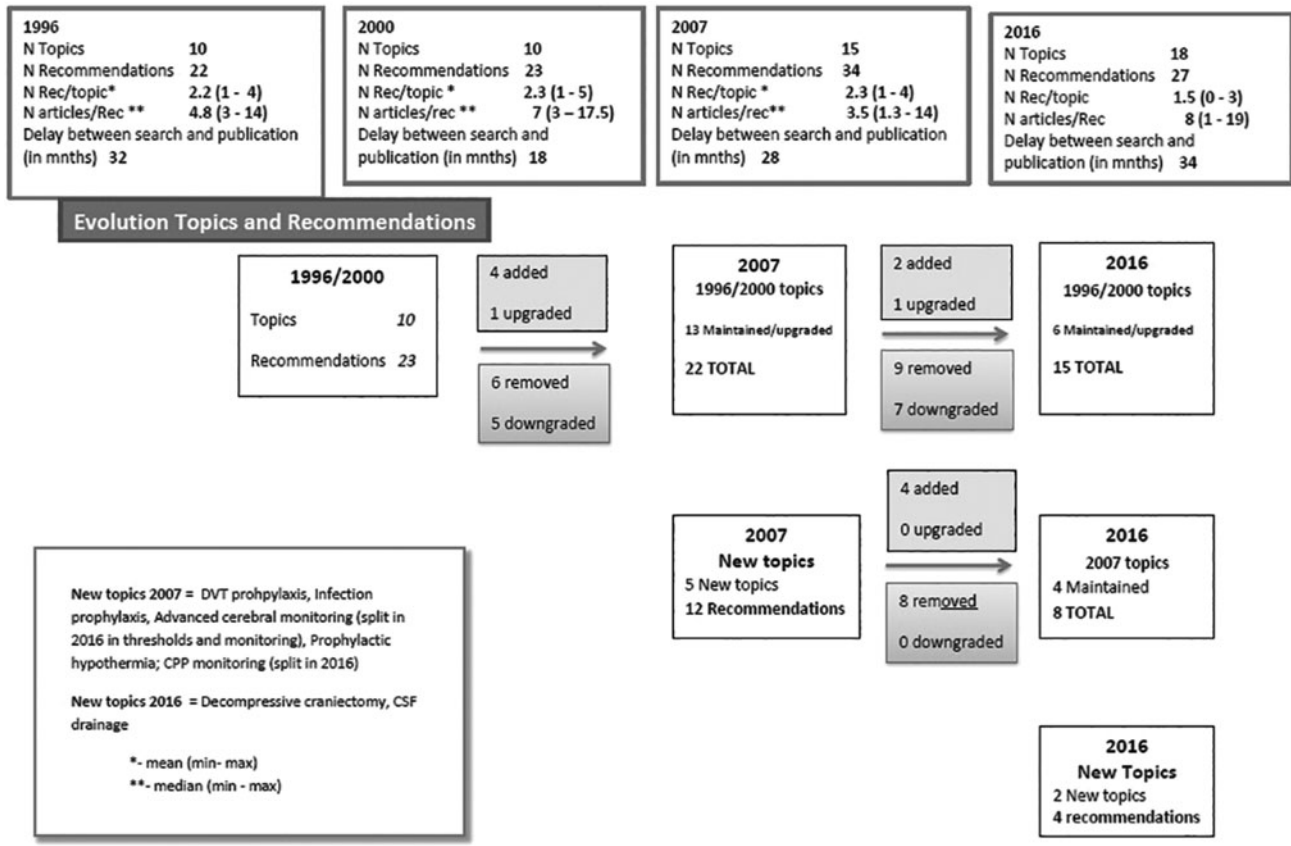 1996
N Topics 10
N Recommendations 22
N Rec/topic* 2.2 (1 - 4)
N articles/Rec ** 4.8 (3 - 14)
Delay between search and publication
(in mnths) 32
2000
N Topics 10
N Recommendations 23
N Rec/topic * 2.3 (1 - 5)
N articles/rec ** 7 (3 – 17.5)
Delay between search and
publication (in mnths) 18
2007
N Topics 15
N Recommendations 34
N Rec/topic * 2.3 (1 - 4)
N articles/rec** 3.5 (1.3 - 14)
Delay between search and publication
(in mnths) 28
2016
N Topics 18
N Recommendations 27
N Rec/topic 1.5 (0 - 3)
N articles/Rec 8 (1 - 19)
Delay between search and
publication (in mnths) 34
Evolution Topics and Recommendations
1996/2000
Topics 10
Recommendations 23
4 added
1 upgraded
6 removed
5 downgraded
2007
1996/2000 topics
13 Maintained/upgraded
22 TOTAL
2 added
1 upgraded
9 removed
7 downgraded
2016
1996/2000 topics
6 Maintained/upgraded
15 TOTAL
2007
New topics
5 New topics
12 Recommendations
4 added
0 upgraded
8 removed
0 downgraded
2016
2007 topics
4 Maintained
8 TOTAL
New topics 2007 = DVT prohpylaxis, Infection
prophylaxis, Advanced cerebral monitoring (split in
2016 in thresholds and monitoring), Prophylactic
hypothermia; CPP monitoring (split in 2016)
New topics 2016 = Decompressive craniectomy, CSF
drainage
*- mean (min- max)
**- median (min - max)
2016
New Topics
2 New topics
4 recommendations